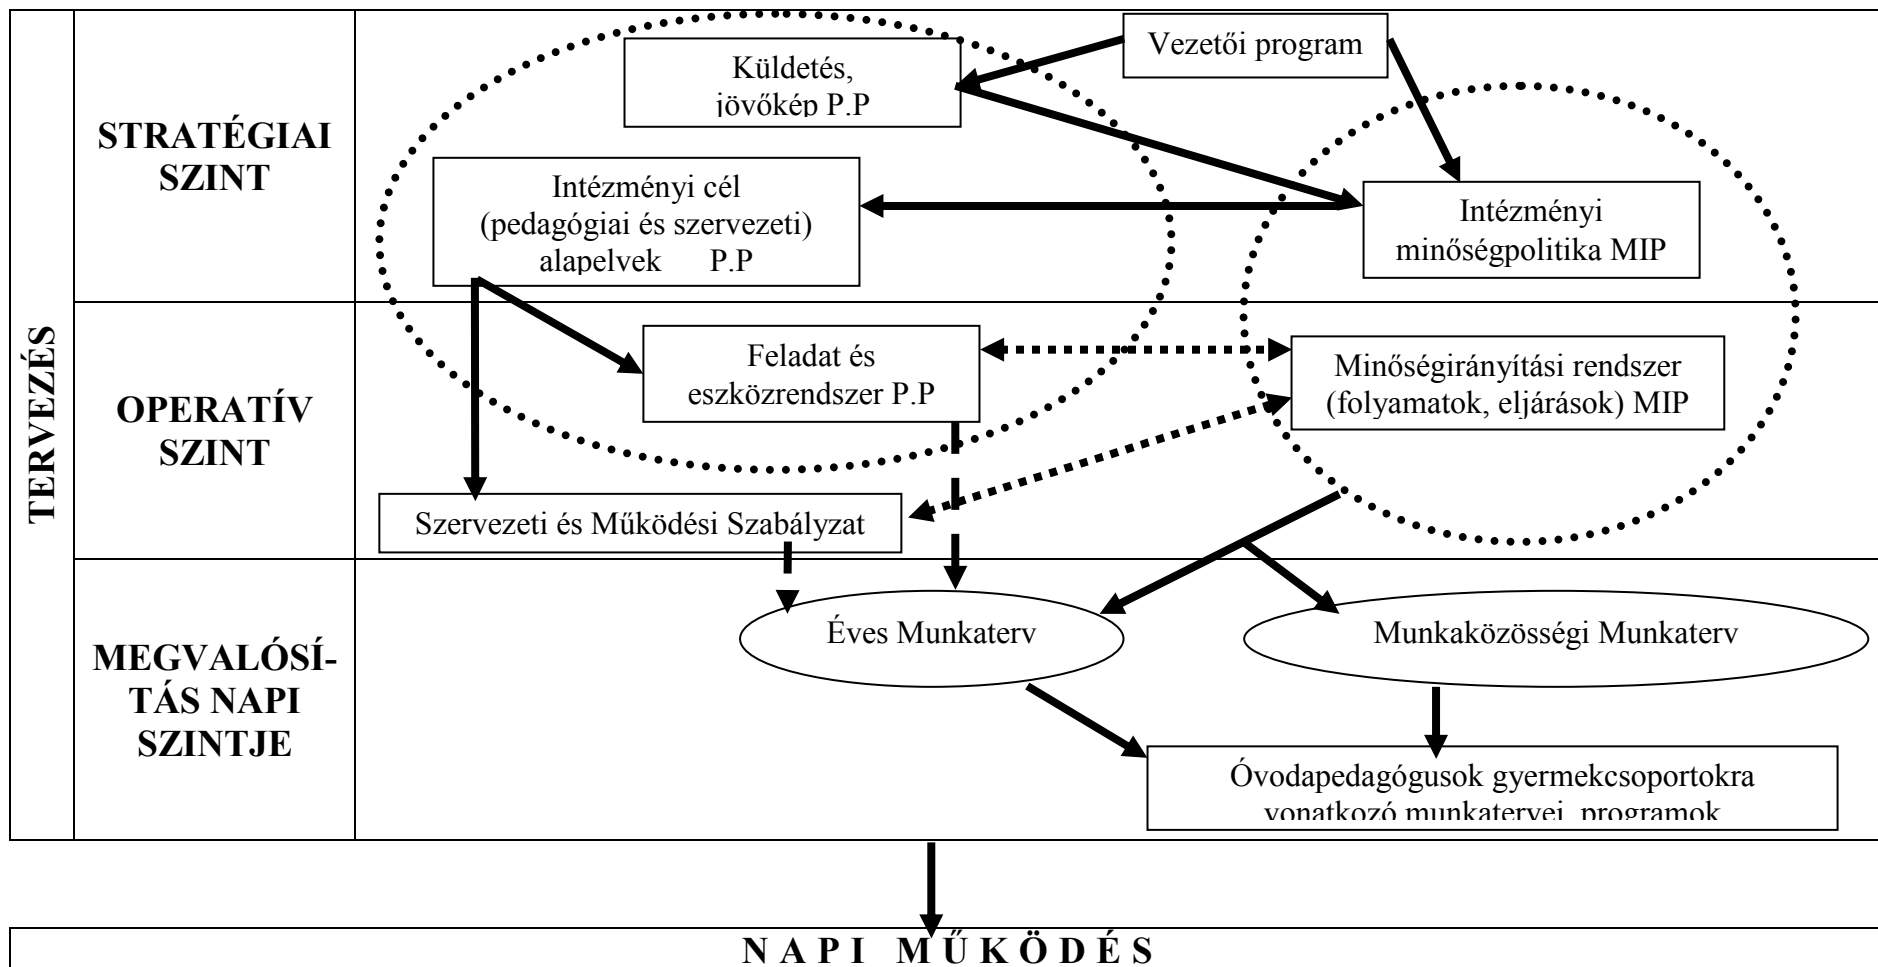 TERVEZÉS
STRATÉGIAI
SZINT
Küldetés,
jövőkép P.P
Vezetői program
Intézményi cél
(pedagógiai és szervezeti)
alapelvek P.P
Intézményi
minőségpolitika MIP
OPERATÍV
SZINT
Feladat és
eszközrendszer P.P
Minőségirányítási rendszer
(folyamatok, eljárások) MIP
Szervezeti és Működési Szabályzat
MEGVALÓSÍ-
TÁS NAPI
SZINTJE
Éves Munkaterv
Munkaközösségi Munkaterv
Óvodapedagógusok gyermekcsoportokra
vonatkozó munkatervei, programok
NAPI MŰKÖDÉS